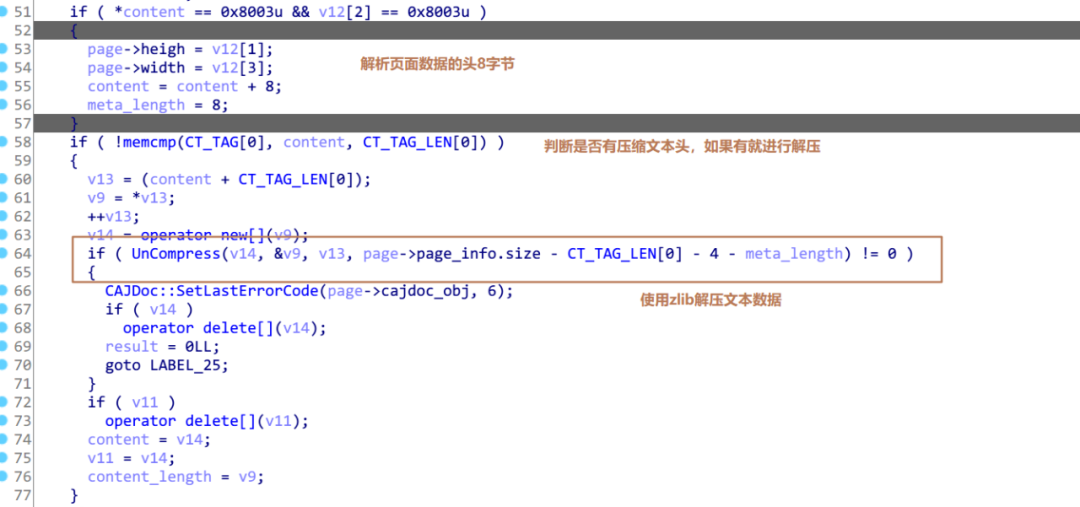 51 if ( *content == 0x8003u && v12[2] == 0x8003u )
52 {
53 page->heigh = v12[1];
54 page->width = v12[3]; 解析页面数据的头8字节
55 content = content + 8;
56 meta_length = 8;
57 }
58 if ( !memcmp(CT_TAG[0], content, CT_TAG_LEN[0]) ) 判断是否有压缩文本头，如果有就进行解压
59 {
60 v13 = (content + CT_TAG_LEN[0]);
61 v9 = *v13;
62 ++v13;
63 v14 = operator new[](v9);
64 if ( UnCompress(v14, &v9, v13, page->page_info.size - CT_TAG_LEN[0] - 4 - meta_length) != 0 )
65 {
66 CAJDoc::SetLastErrorCode(page->cajdoc_obj, 6); 使用zlib解压文本数据
67 if ( v14 )
68 operator delete[](v14);
69 result = 0LL;
70 goto LABEL_25;
71 }
72 if ( v11 )
73 operator delete[](v11);
74 content = v14;
75 v11 = v14;
76 content_length = v9;
77 }